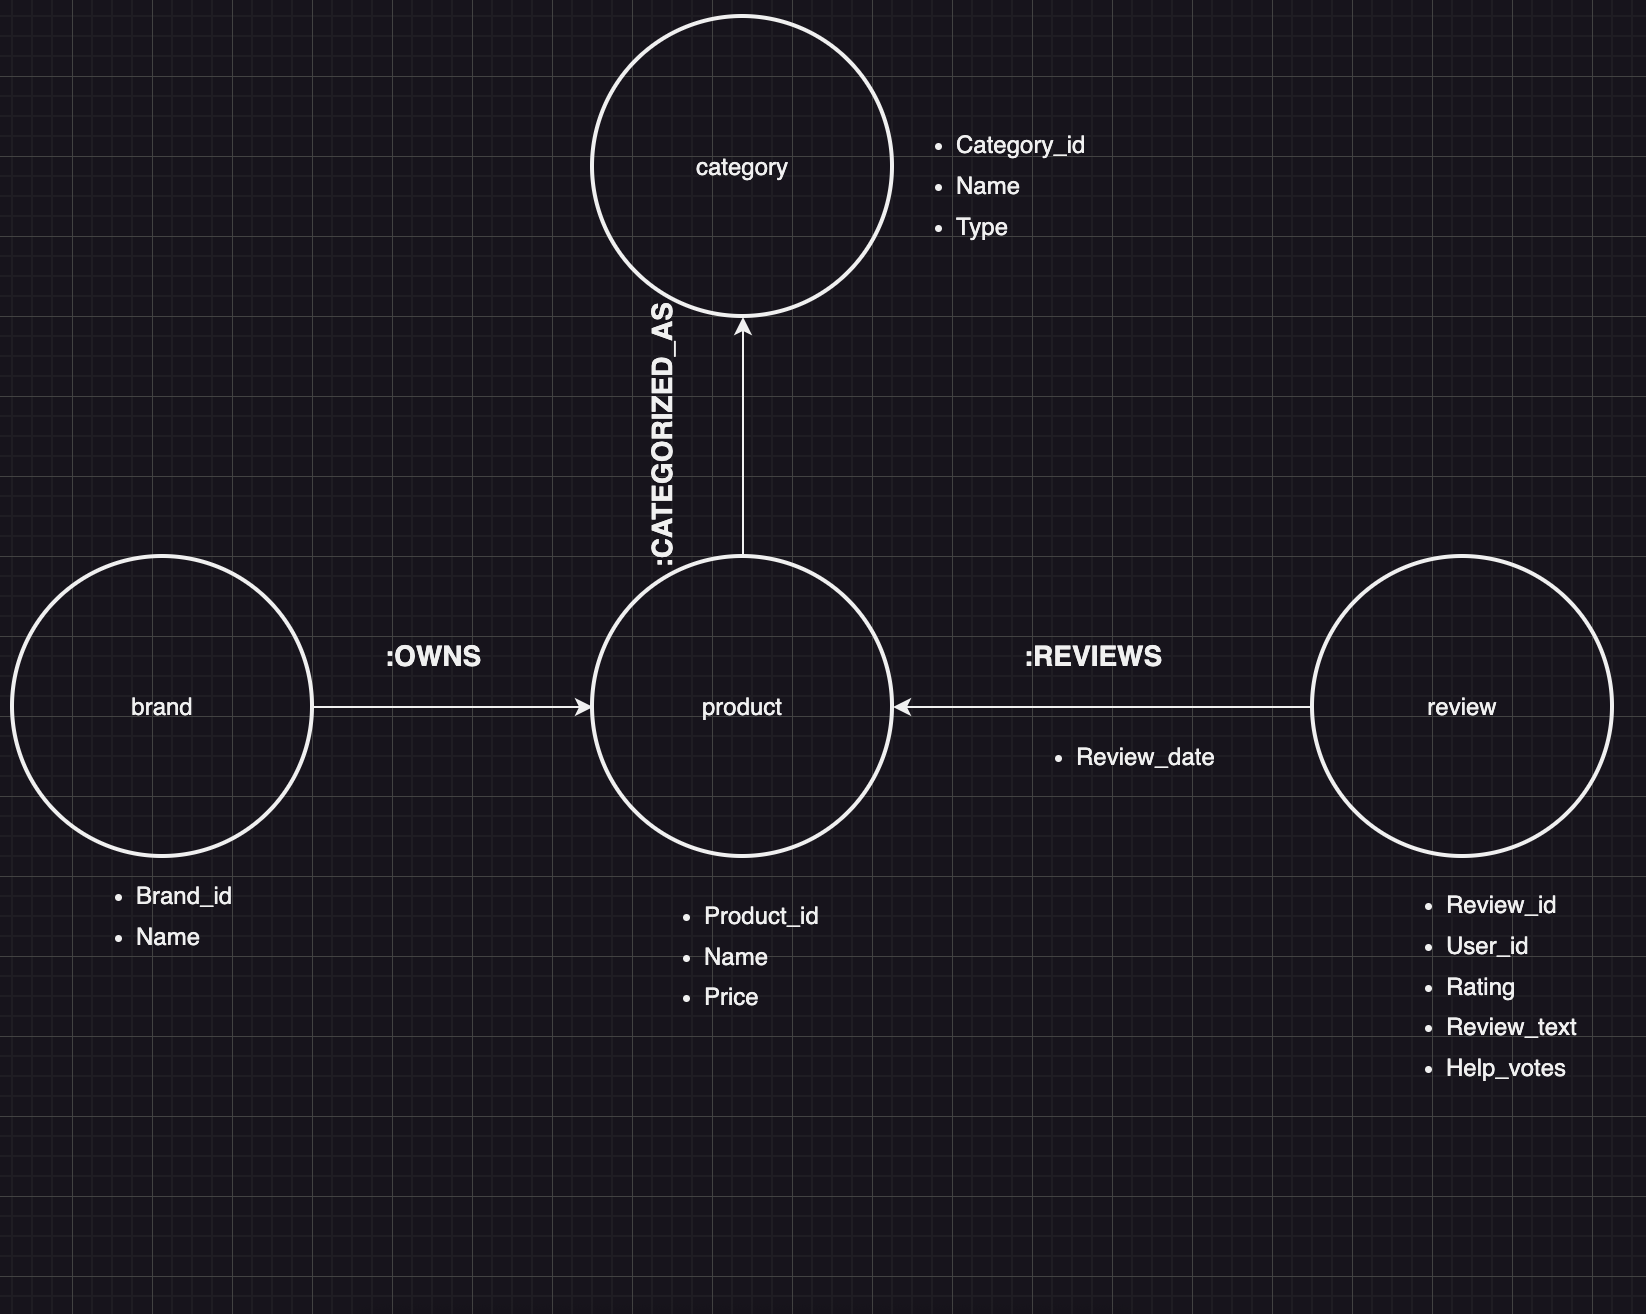 category
Category_id
Name
Type
:CATEGORIZED_AS
brand
:OWNS
product
:REVIEWS
Review_date
review
Brand_id
Name
Product_id
Name
Price
Review_id
User_id
Rating
Review_text
Help_votes